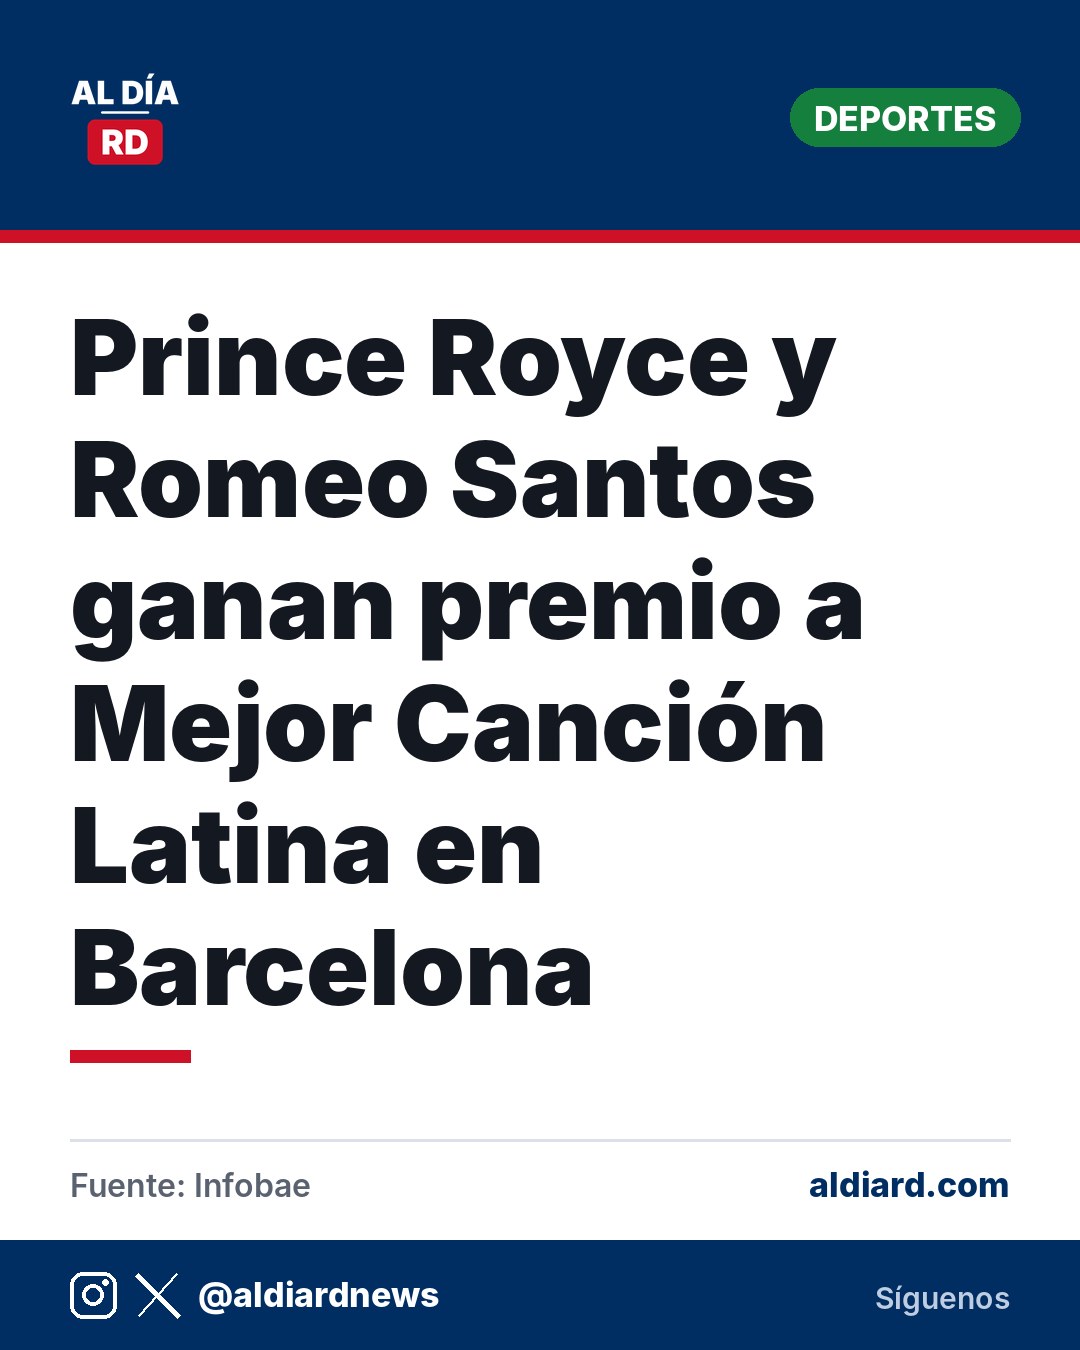 AL DÍA
RD
DEPORTES
Prince Royce y
Romeo Santos
ganan premio a
Mejor Canción
Latina en
Barcelona
Fuente: Infobae
aldiard.com
@aldiardnews
Síguenos